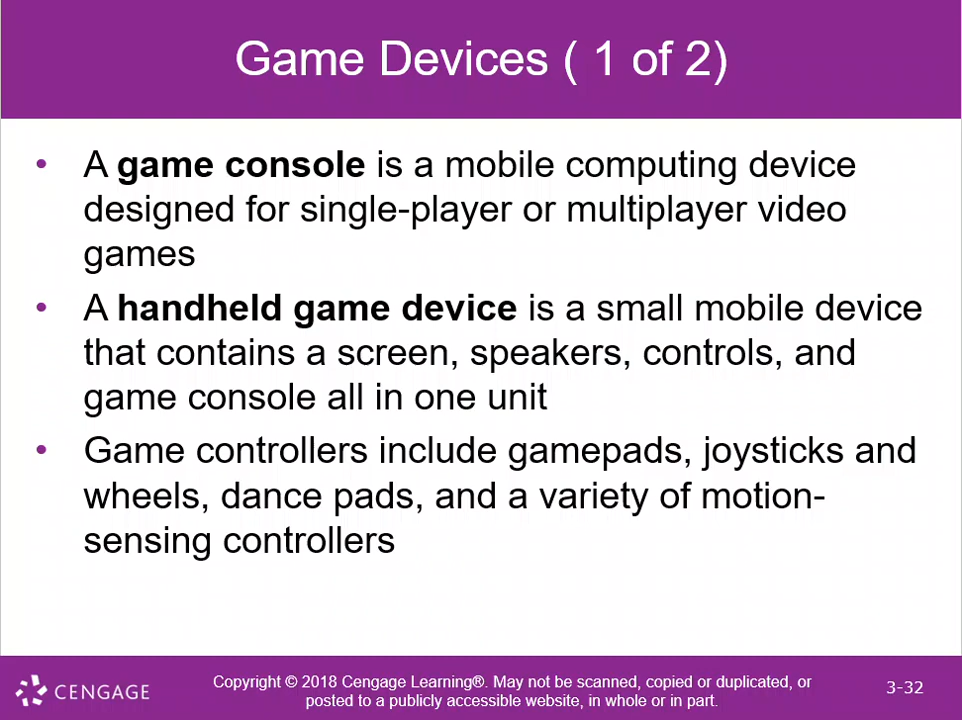 Game Devices ( 1 of 2)
• A game console is a mobile computing device
designed for single-player or multiplayer video
games
• A handheld game device is a small mobile device
that contains a screen, speakers, controls, and
game console all in one unit
• Game controllers include gamepads, joysticks and
wheels, dance pads, and a variety of motion-
sensing controllers
CENGAGE
Copyright © 2018 Cengage Learning®. May not be scanned, copied or duplicated, or
posted to a publicly accessible website, in whole or in part.
3-32